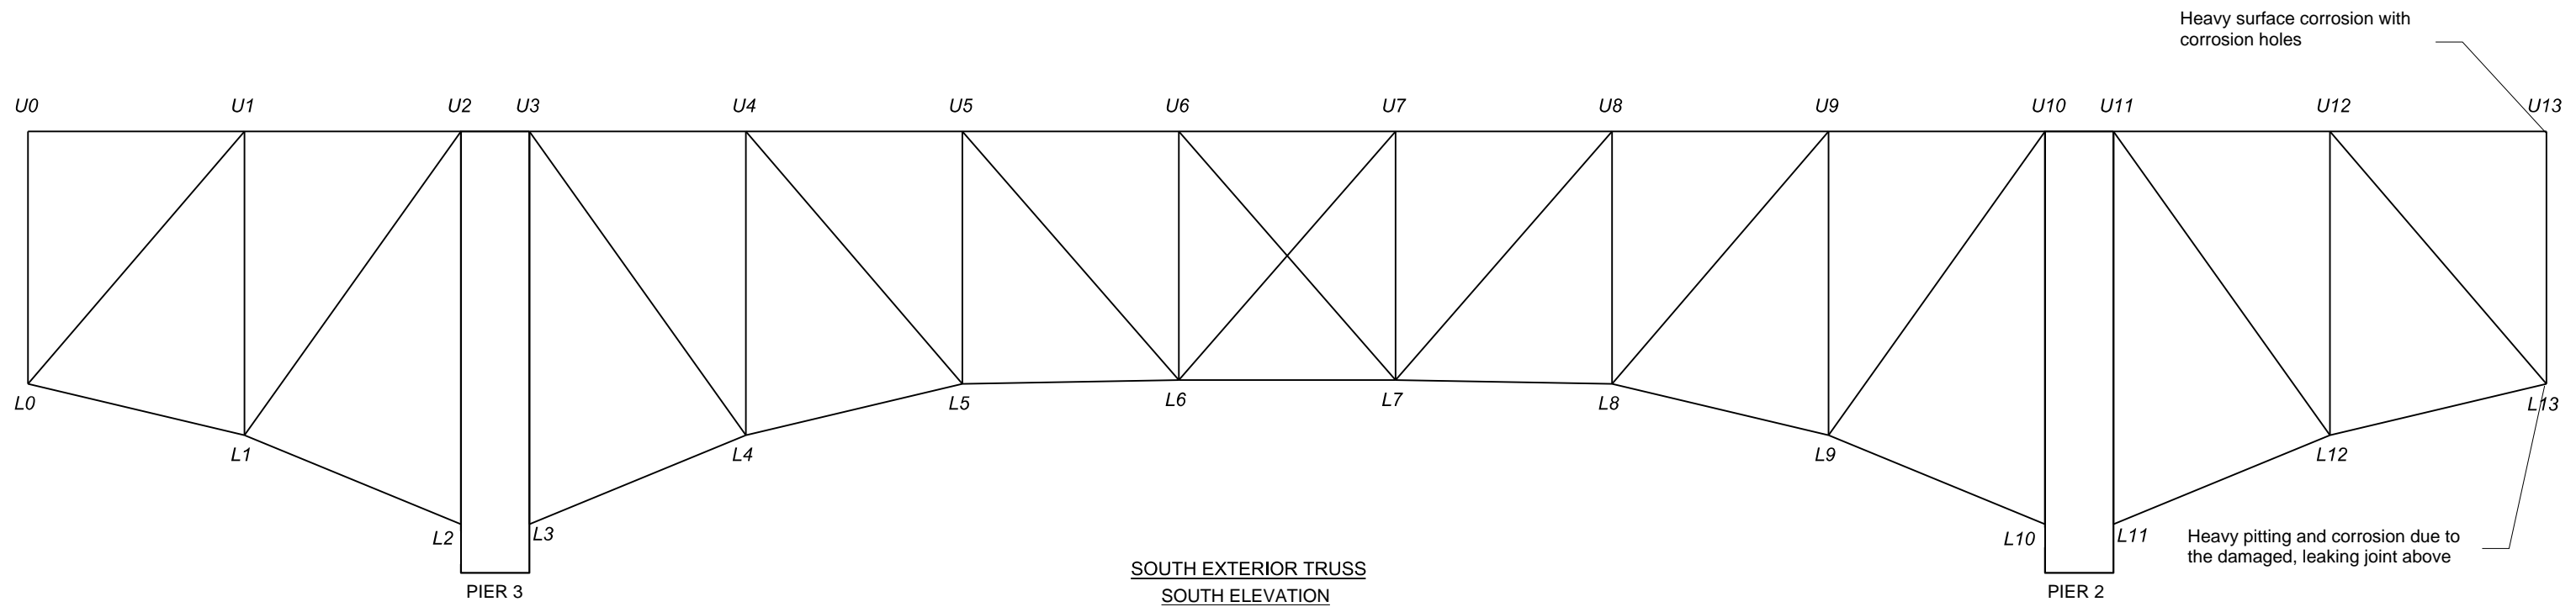 Heavy surface corrosion with
corrosion holes
U0 U1 U2 U3 U4 U5 U6 U7 U8 U9 U10 U11 U12 U13
L0 L1 L2 L3 L4 L5 L6 L7 L8 L9 L10 L11 L12 L13
Heavy pitting and corrosion due to
the damaged, leaking joint above
SOUTH EXTERIOR TRUSS
SOUTH ELEVATION
PIER 3
PIER 2